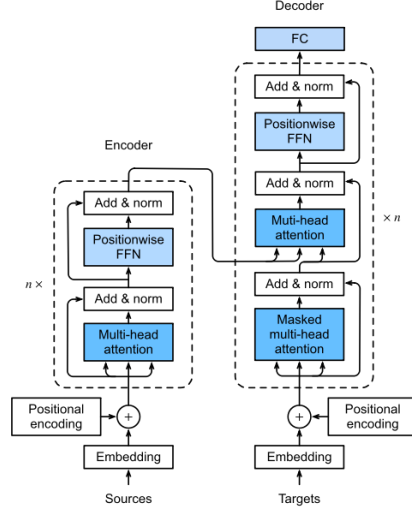 Decoder
FC
Add & norm
Positionwise
FFN
Add & norm
Muti-head
attention
× n
Add & norm
Masked
multi-head
attention
Positional
encoding
Embedding
Targets
Encoder
Add & norm
Positionwise
FFN
n ×
Add & norm
Multi-head
attention
Positional
encoding
+
+
Embedding
Sources